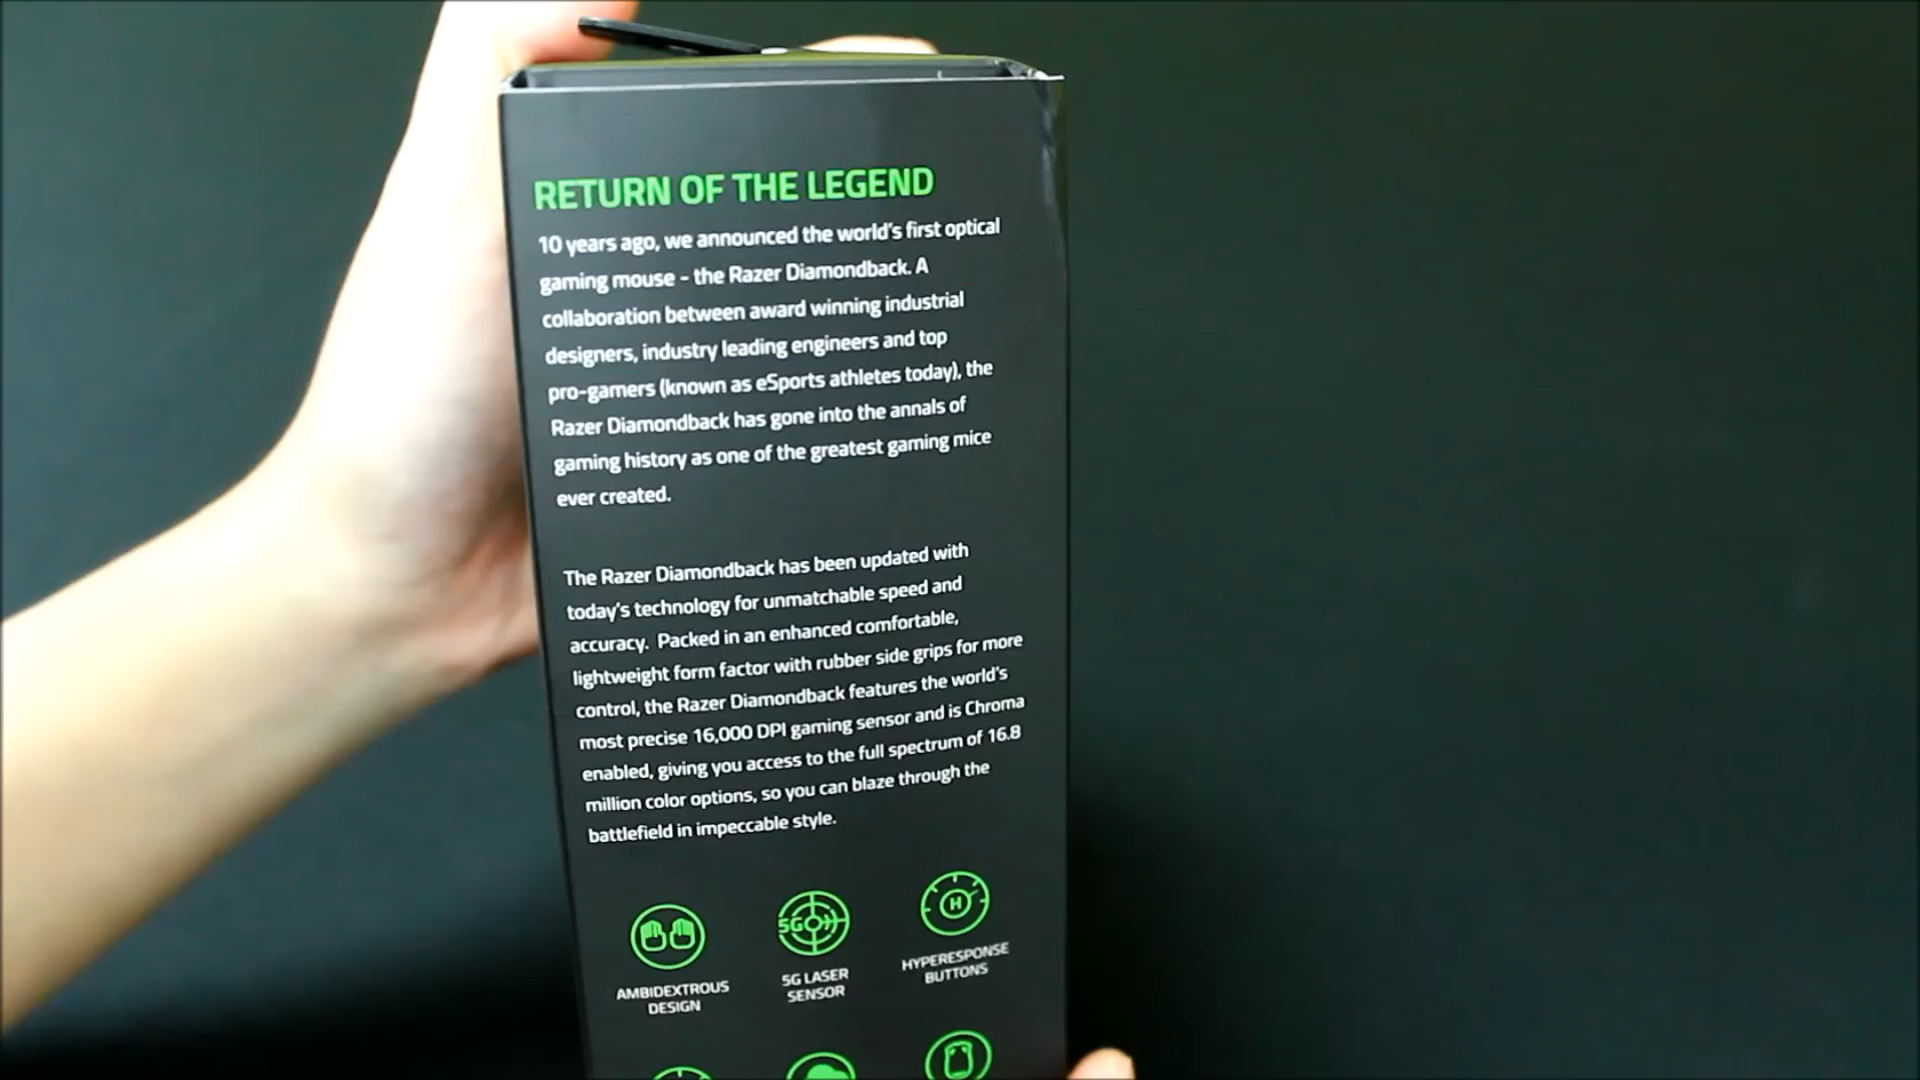 RETURN OF THE LEGEND
10 years ago, we announced the world's first optical
gaming mouse - the Razer Diamondback. A
collaboration between award winning industrial
designers, industry leading engineers and top
pro-gamers (known as eSports athletes today), the
Razer Diamondback has gone into the annals of
gaming history as one of the greatest gaming mice
ever created.
The Razer Diamondback has been updated with
today's technology for unmatchable speed and
accuracy. Packed in an enhanced comfortable,
lightweight form factor with rubber side grips for more
control, the Razer Diamondback features the world's
most precise 16,000 DPI gaming sensor and is Chroma
enabled, giving you access to the full spectrum of 16.8
million color options, so you can blaze through the
battlefield in impeccable style.
5G
H
AMBIDEXTROUS
DESIGN
5G LASER
SENSOR
HYPERESPONSE
BUTTONS